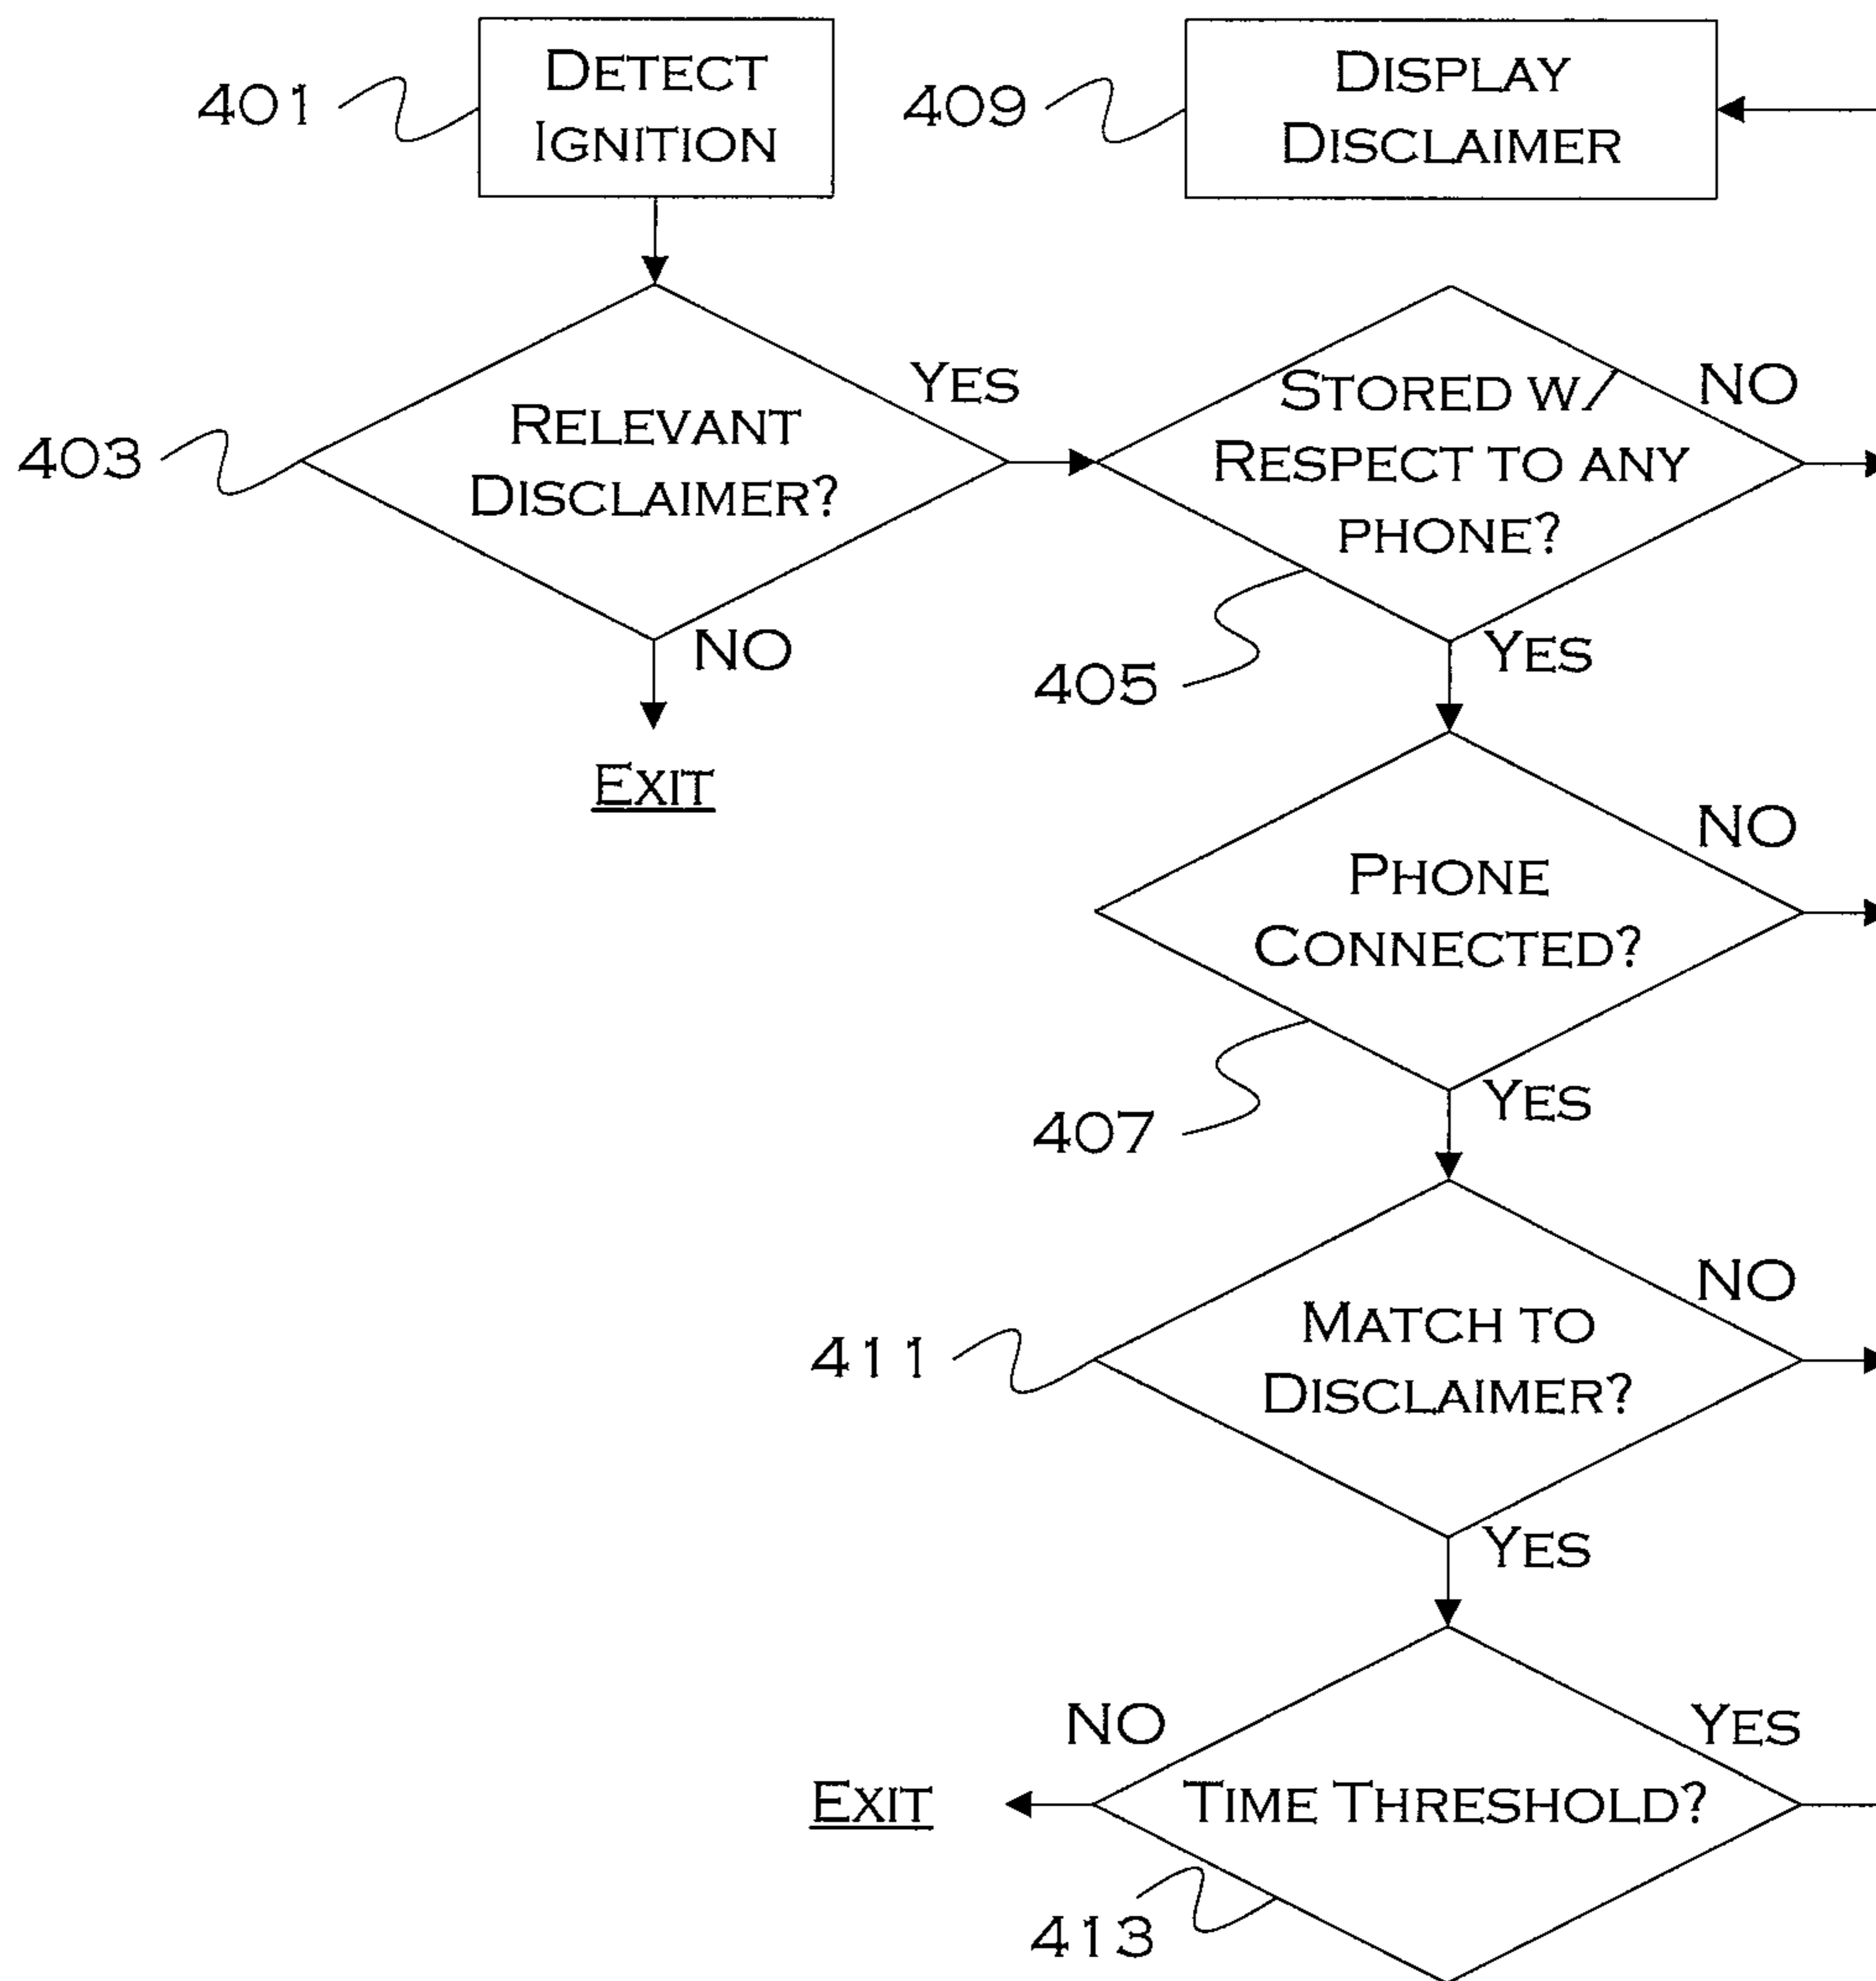 401
DETECT
IGNITION
409
DISPLAY
DISCLAIMER
403
RELEVANT
DISCLAIMER?
YES
NO
EXIT
STORED W/
RESPECT TO ANY
PHONE?
NO
405
YES
PHONE
CONNECTED?
NO
407
YES
411
MATCH TO
DISCLAIMER?
NO
YES
NO
TIME THRESHOLD?
YES
EXIT
413